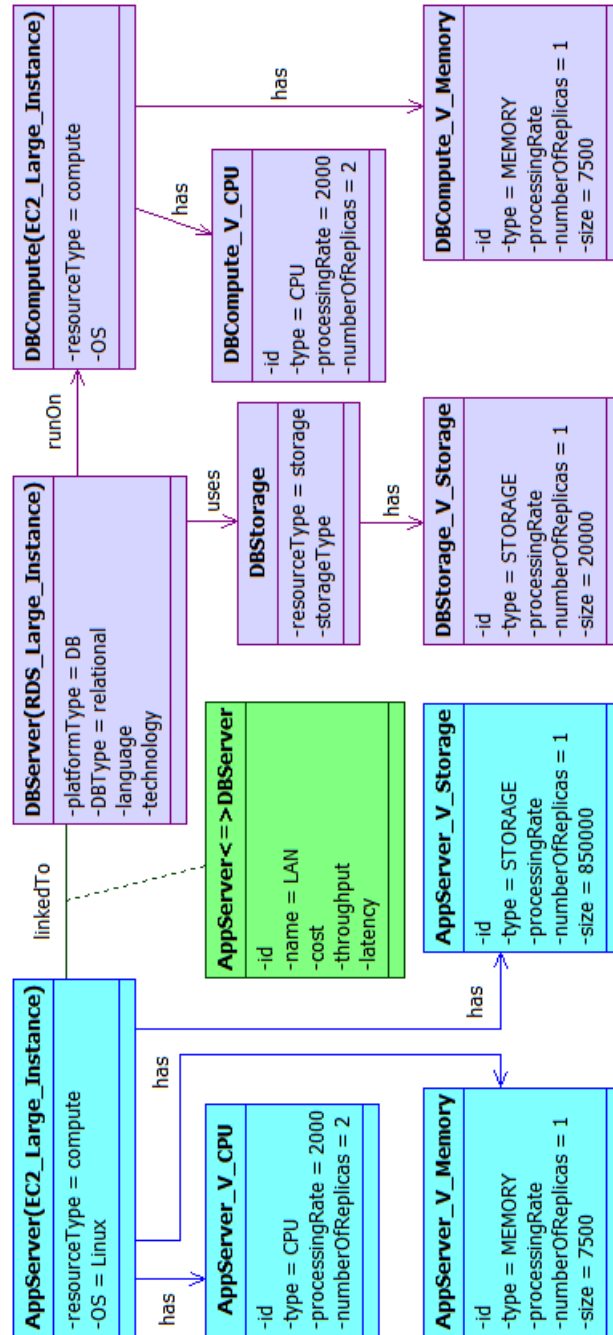 AppServer(EC2_Large_Instance)
-resourceType = compute
-OS = Linux
linkedTo
DBServer(RDS_Large_Instance)
-platformType = DB
-DBType = relational
-language
-technology
runOn
DBCompute(EC2_Large_Instance)
-resourceType = compute
-OS
has
has
has
uses
has
has
AppServer_V_CPU
-id
-type = CPU
-processingRate = 2000
-numberOfReplicas = 2
AppServer<=>DBServer
-id
-name = LAN
-cost
-throughput
-latency
DBStorage
-resourceType = storage
-storageType
DBCompute_V_CPU
-id
-type = CPU
-processingRate = 2000
-numberOfReplicas = 2
has
AppServer_V_Memory
-id
-type = MEMORY
-processingRate
-numberOfReplicas = 1
-size = 7500
AppServer_V_Storage
-id
-type = STORAGE
-processingRate
-numberOfReplicas = 1
-size = 850000
DBStorage_V_Storage
-id
-type = STORAGE
-processingRate
-numberOfReplicas = 1
-size = 20000
DBCompute_V_Memory
-id
-type = MEMORY
-processingRate
-numberOfReplicas = 1
-size = 7500